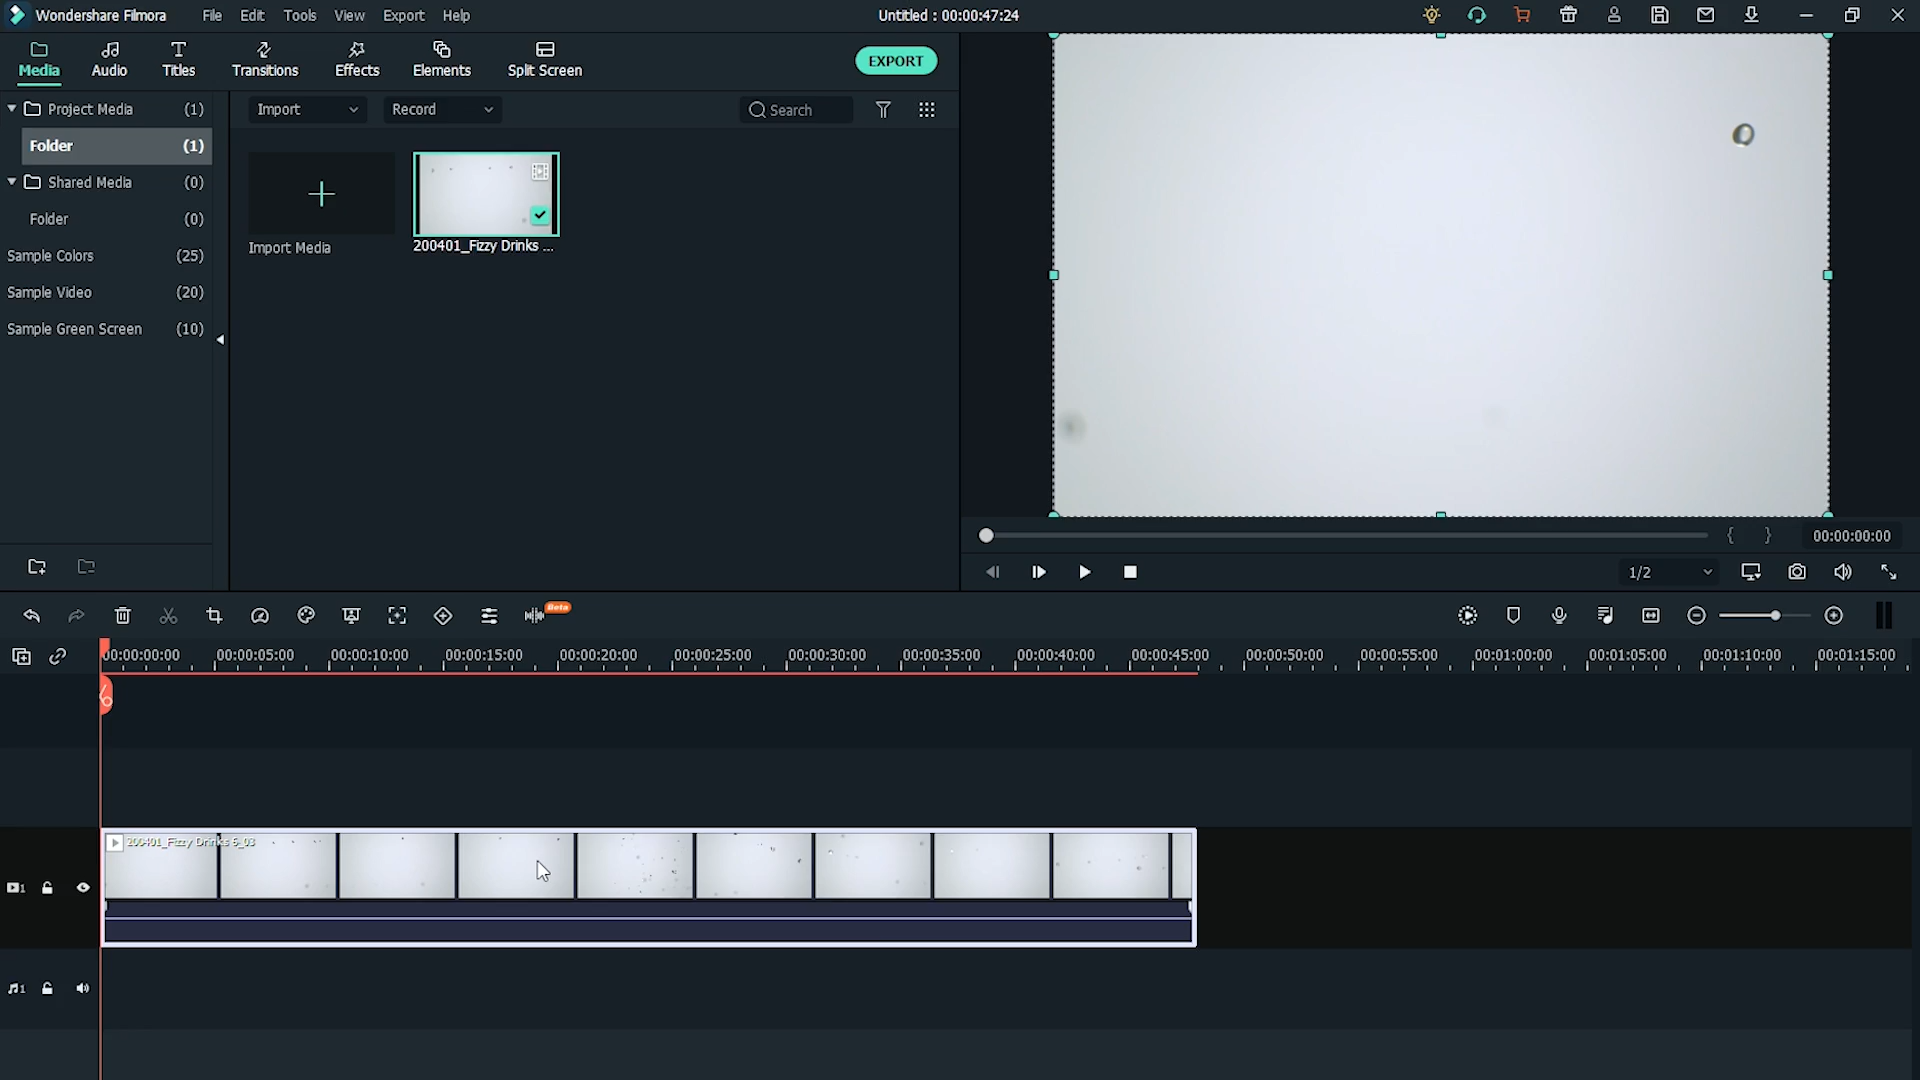 Wondershare Filmora File Edit Tools View Export Help Untitled : 00:00:47:24
Media Audio Titles Transitions Effects Elements Split Screen EXPORT
Project Media (1)
Folder (1)
Shared Media (0)
Folder (0)
Sample Colors (25)
Sample Video (20)
Sample Green Screen (10)
Import Record Search
Import Media
200401_Fizzy Drinks ...
00:00:00:00
1/2
Beta
00:00:00:00 00:00:05:00 00:00:10:00 00:00:15:00 00:00:20:00 00:00:25:00 00:00:30:00 00:00:35:00 00:00:40:00 00:00:45:00 00:00:50:00 00:00:55:00 00:01:00:00 00:01:05:00 00:01:10:00 00:01:15:00
200401_Fizzy Drinks 6_03
1
1